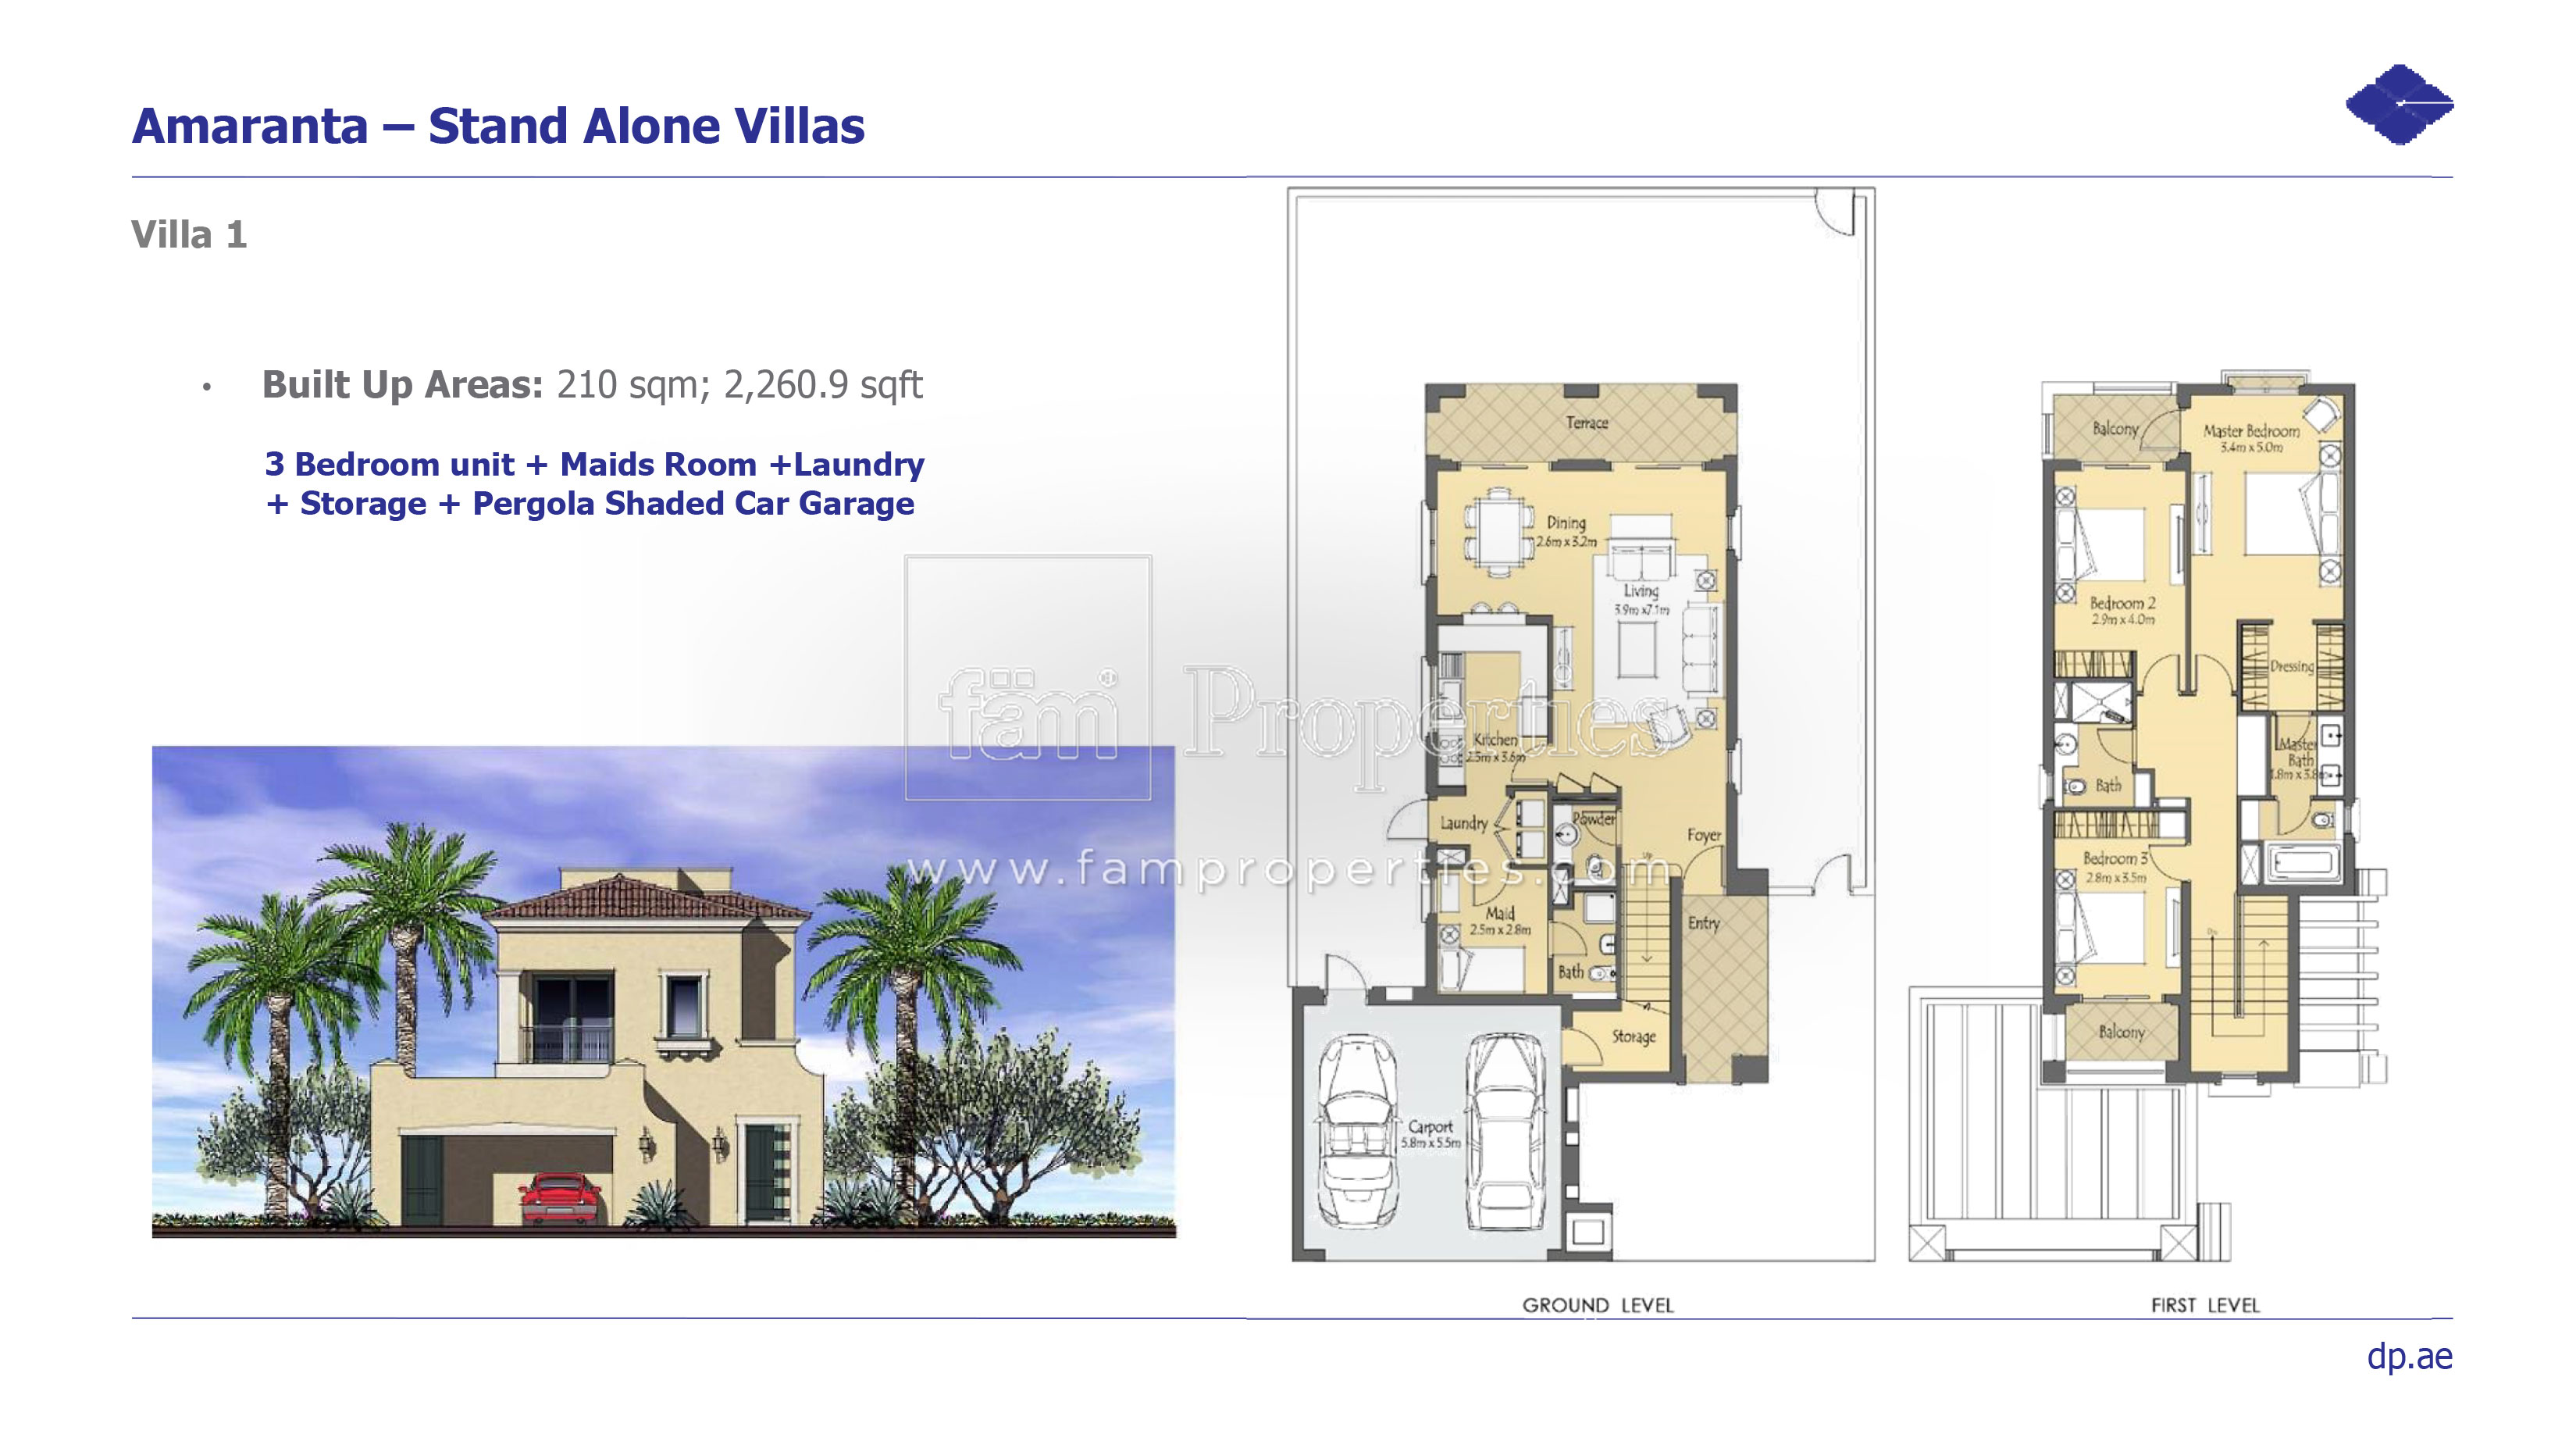 Amaranta – Stand Alone Villas
Villa 1
• Built Up Areas: 210 sqm; 2,260.9 sqft
3 Bedroom unit + Maids Room +Laundry
+ Storage + Pergola Shaded Car Garage
fäm® Properties
www.famproperties.com
Terrace
Dining
2.6m x 3.2m
Living
3.9m x7.1m
Kitchen
2.5m x 3.6m
Laundry
Powder
Foyer
Up
Maid
2.5m x 2.8m
Bath
Entry
Storage
Carport
5.8m x 5.5m
GROUND LEVEL
Balcony
Master Bedroom
3.4m x 5.0m
Bedroom 2
2.9m x 4.0m
Dressing
Master
Bath
1.8m x 3.8m
Bath
Bedroom 3
2.8m x 3.5m
Dn
Balcony
FIRST LEVEL
dp.ae